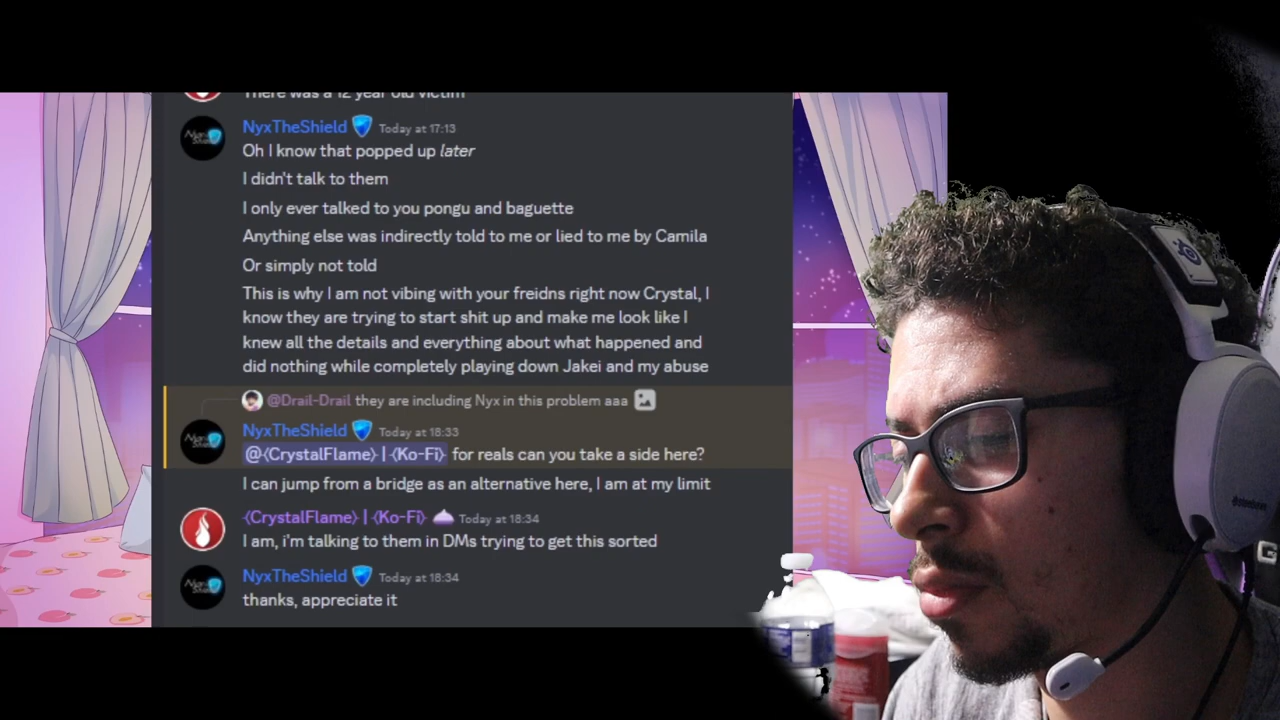 There was a 12 year old victim
NyxTheShield Today at 17:13
Oh I know that popped up later
I didn't talk to them
I only ever talked to you pongu and baguette
Anything else was indirectly told to me or lied to me by Camila
Or simply not told
This is why I am not vibing with your freidns right now Crystal, I
know they are trying to start shit up and make me look like I
knew all the details and everything about what happened and
did nothing while completely playing down Jakei and my abuse
@Drail-Drail they are including Nyx in this problem aaa
NyxTheShield Today at 18:33
@{CrystalFlame} | {Ko-Fi} for reals can you take a side here?
I can jump from a bridge as an alternative here, I am at my limit
{CrystalFlame} | {Ko-Fi} Today at 18:34
I am, i'm talking to them in DMs trying to get this sorted
NyxTheShield Today at 18:34
thanks, appreciate it